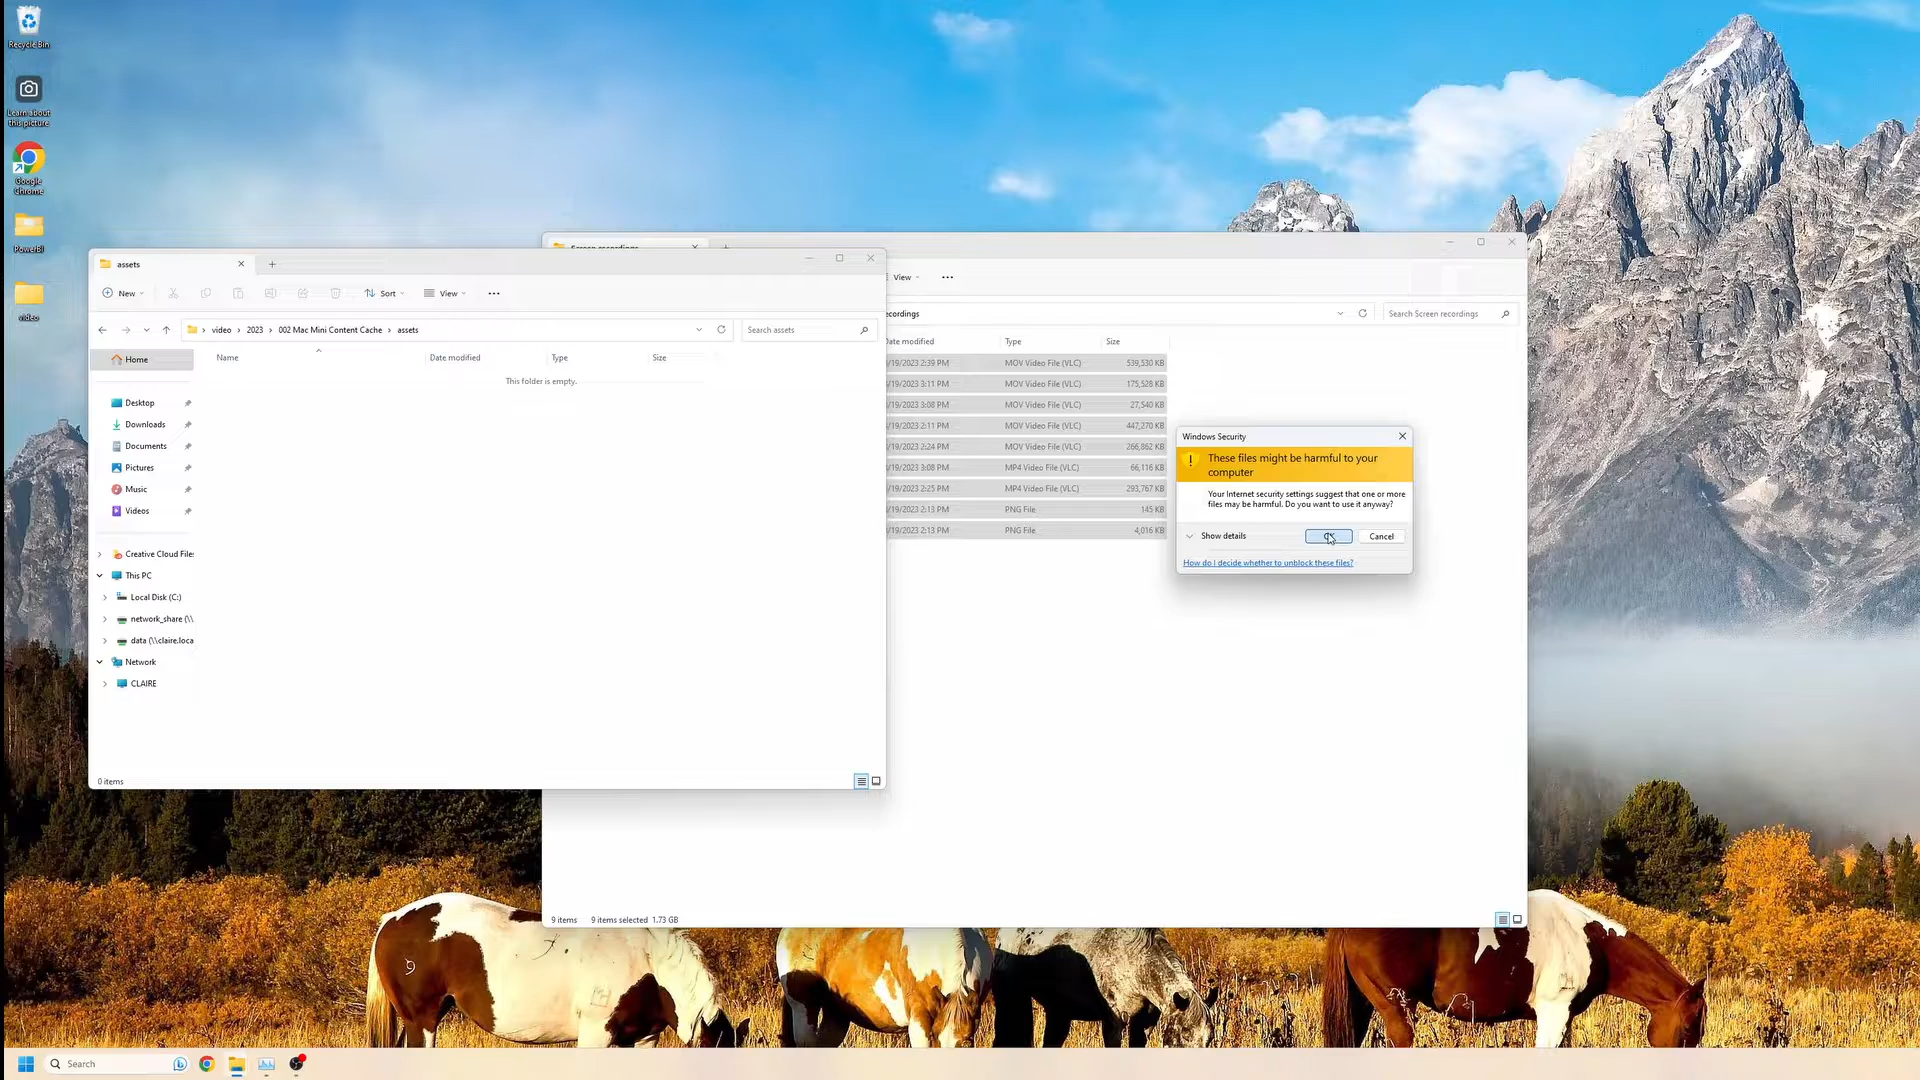 Recycle Bin
Learn about
this picture
Google
Chrome
PowerBI
video
Screen recordings
View
ecordings
Search Screen recordings
Date modified Type Size
/19/2023 2:39 PM MOV Video File (VLC) 539,530 KB
/19/2023 3:11 PM MOV Video File (VLC) 175,528 KB
/19/2023 3:08 PM MOV Video File (VLC) 27,540 KB
/19/2023 2:11 PM MOV Video File (VLC) 447,270 KB
/19/2023 2:24 PM MOV Video File (VLC) 266,862 KB
/19/2023 3:08 PM MP4 Video File (VLC) 66,116 KB
/19/2023 2:25 PM MP4 Video File (VLC) 293,767 KB
/19/2023 2:13 PM PNG File 145 KB
/19/2023 2:13 PM PNG File 4,016 KB
9 items 9 items selected 1.73 GB
assets
New Sort View
video › 2023 › 002 Mac Mini Content Cache › assets
Search assets
Name Date modified Type Size
This folder is empty.
Home
Desktop
Downloads
Documents
Pictures
Music
Videos
Creative Cloud Files
This PC
Local Disk (C:)
network_share (\\
data (\\claire.loca
Network
CLAIRE
0 items
Windows Security
These files might be harmful to your
computer
Your Internet security settings suggest that one or more
files may be harmful. Do you want to use it anyway?
Show details OK Cancel
How do I decide whether to unblock these files?
Search